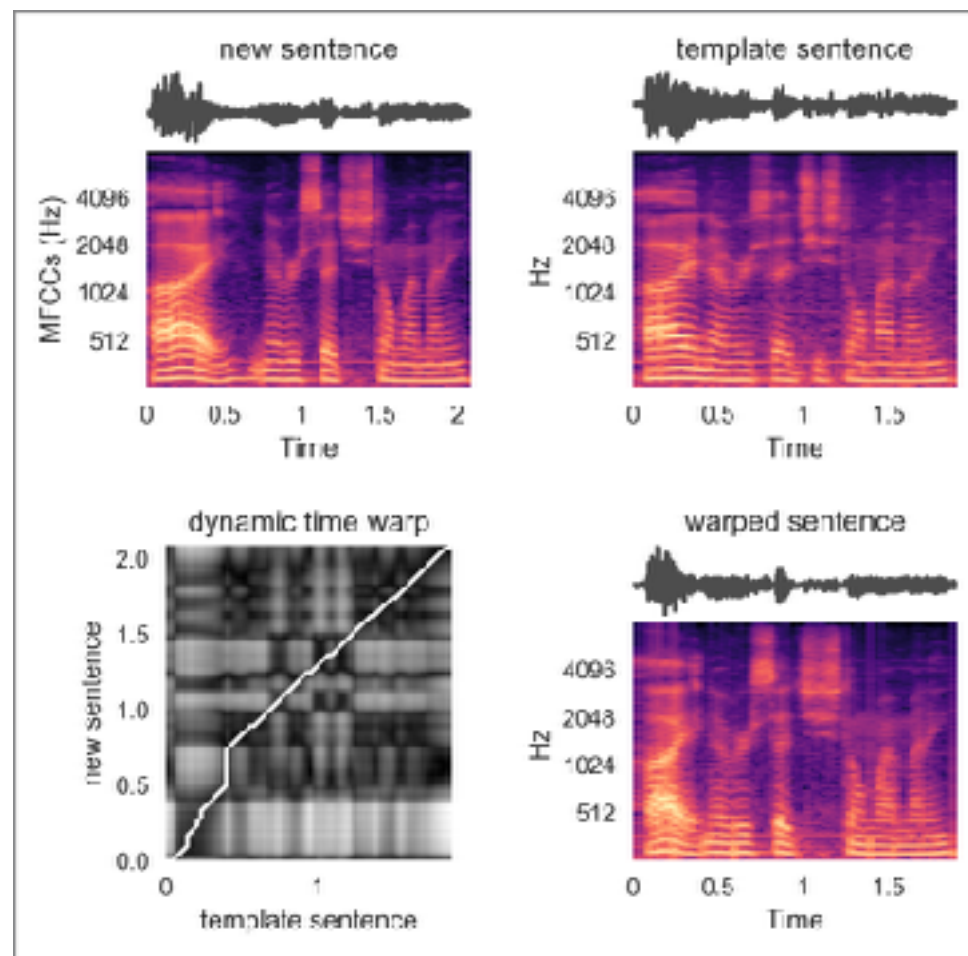 new sentence
template sentence
MFCCs (Hz)
4096
2048
1024
512
0 0.5 1 1.5 2
Time
Hz
4096
2048
1024
512
0 0.5 1 1.5
Time
dynamic time warp
new sentence
2.0
1.5
1.0
0.5
0.0
0 1
template sentence
warped sentence
Hz
4096
2048
1024
512
0 0.5 1 1.5
Time